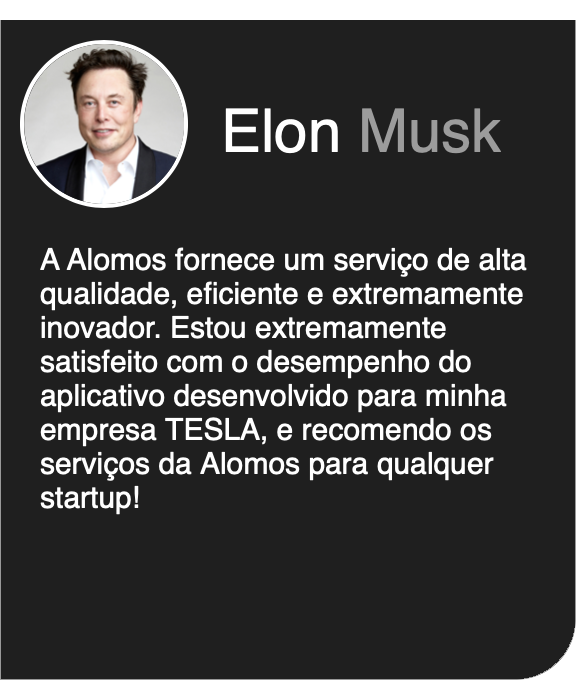 Elon Musk
A Alomos fornece um serviço de alta
qualidade, eficiente e extremamente
inovador. Estou extremamente
satisfeito com o desempenho do
aplicativo desenvolvido para minha
empresa TESLA, e recomendo os
serviços da Alomos para qualquer
startup!